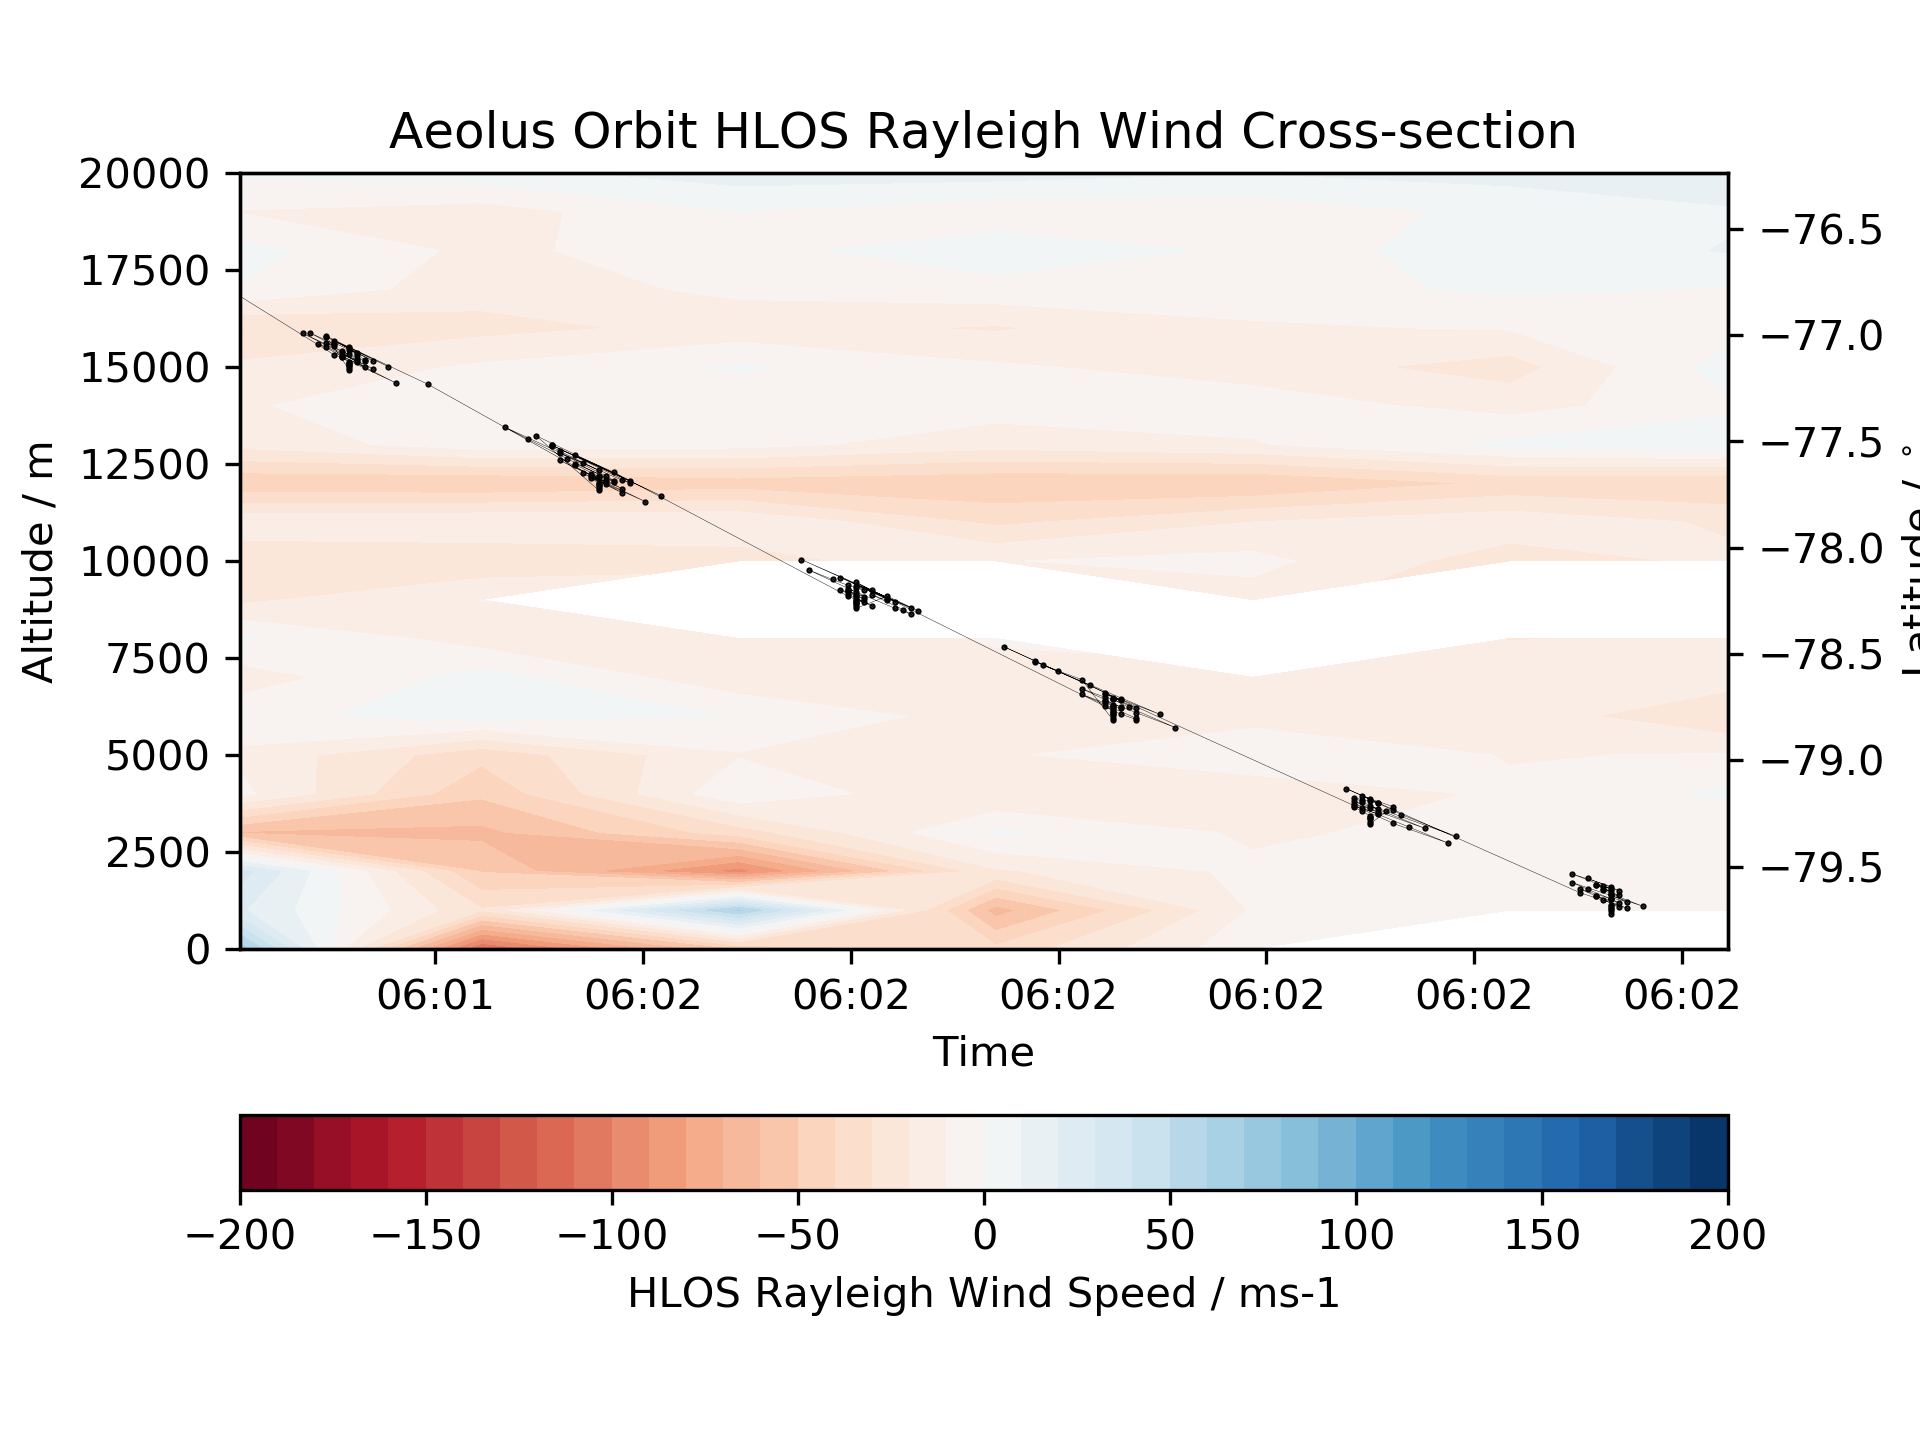 Aeolus Orbit HLOS Rayleigh Wind Cross-section
20000
17500
15000
12500
10000
7500
5000
2500
0
Altitude / m
−76.5
−77.0
−77.5
−78.0
−78.5
−79.0
−79.5
Latitude / °
06:01 06:02 06:02 06:02 06:02 06:02 06:02
Time
−200 −150 −100 −50 0 50 100 150 200
HLOS Rayleigh Wind Speed / ms-1